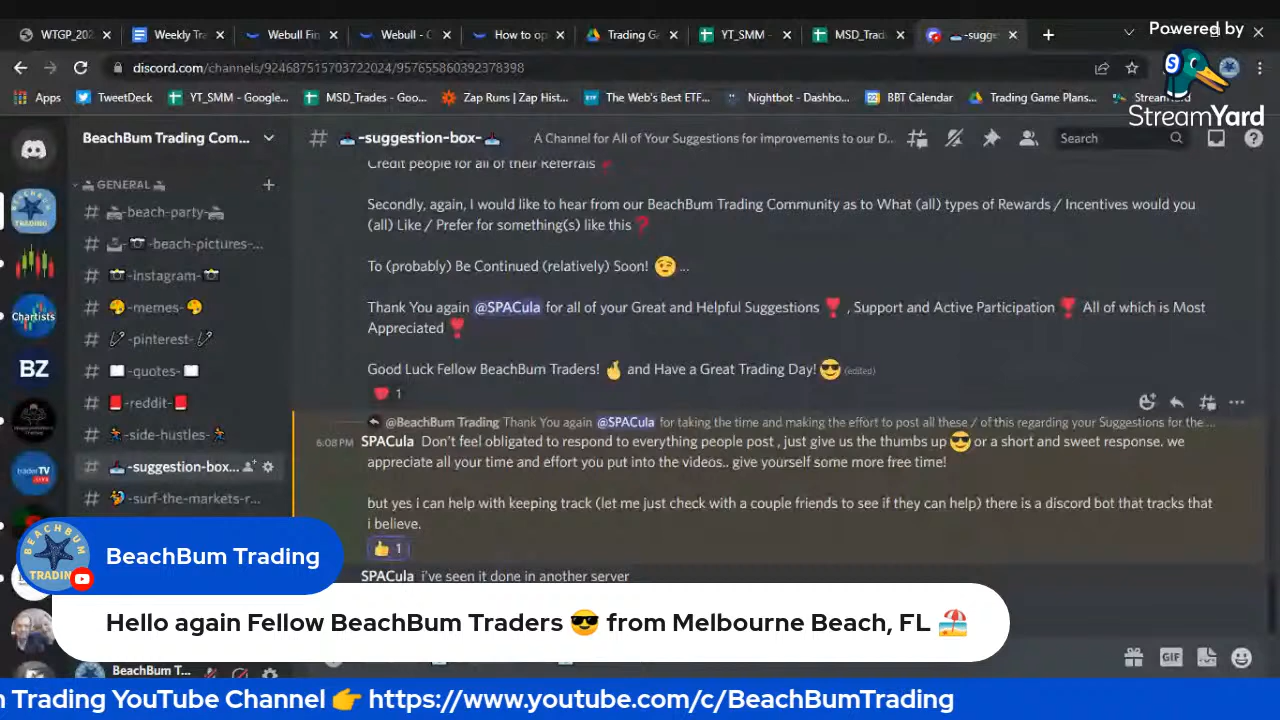 WTGP_202
Weekly Tra
Webull Fin
Webull - C
How to op
Trading Ga
YT_SMM -
MSD_Trad
-sugge
Powered by
discord.com/channels/924687515703722024/957655860392378398
Apps
TweetDeck
YT_SMM - Google...
MSD_Trades - Goo...
Zap Runs | Zap Hist...
The Web's Best ETF...
Nightbot - Dashbo...
BBT Calendar
Trading Game Plans...
StreamYard
BeachBum Trading Com...
# -suggestion-box-
A Channel for All of Your Suggestions for improvements to our D...
Search
GENERAL
# -beach-party-
# -beach-pictures-...
# -instagram-
# -memes-
# -pinterest-
# -quotes-
# -reddit-
# -side-hustles-
# -suggestion-box...
# -surf-the-markets-r...
BEACHBUM
TRADING
Chartists
BZ
traderTV
LIVE
Credit people for all of their Referrals ❓
Secondly, again, I would like to hear from our BeachBum Trading Community as to What (all) types of Rewards / Incentives would you
(all) Like / Prefer for something(s) like this ❓
To (probably) Be Continued (relatively) Soon! 😉 ...
Thank You again @SPACula for all of your Great and Helpful Suggestions ❣️ , Support and Active Participation ❣️ All of which is Most
Appreciated ❣️
Good Luck Fellow BeachBum Traders! 🤞 and Have a Great Trading Day! 😎 (edited)
1
@BeachBum Trading Thank You again @SPACula for taking the time and making the effort to post all these / of this regarding your Suggestions for the ...
6:08 PM SPACula Don't feel obligated to respond to everything people post , just give us the thumbs up 😎 or a short and sweet response. we
appreciate all your time and effort you put into the videos.. give yourself some more free time!
but yes i can help with keeping track (let me just check with a couple friends to see if they can help) there is a discord bot that tracks that
i believe.
👍 1
SPACula i've seen it done in another server
BEACHBUM
TRADING
BeachBum Trading
Hello again Fellow BeachBum Traders 😎 from Melbourne Beach, FL 🏖️
BeachBum T...
GIF
Trading YouTube Channel 👉 https://www.youtube.com/c/BeachBumTrading